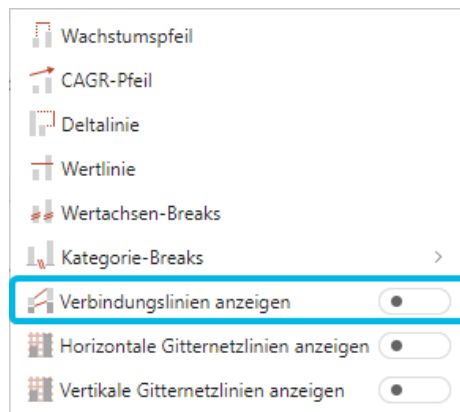 Wachstumspfeil
CAGR-Pfeil
Deltalinie
Wertlinie
Wertachsen-Breaks
Kategorie-Breaks
Verbindungslinien anzeigen
Horizontale Gitternetzlinien anzeigen
Vertikale Gitternetzlinien anzeigen